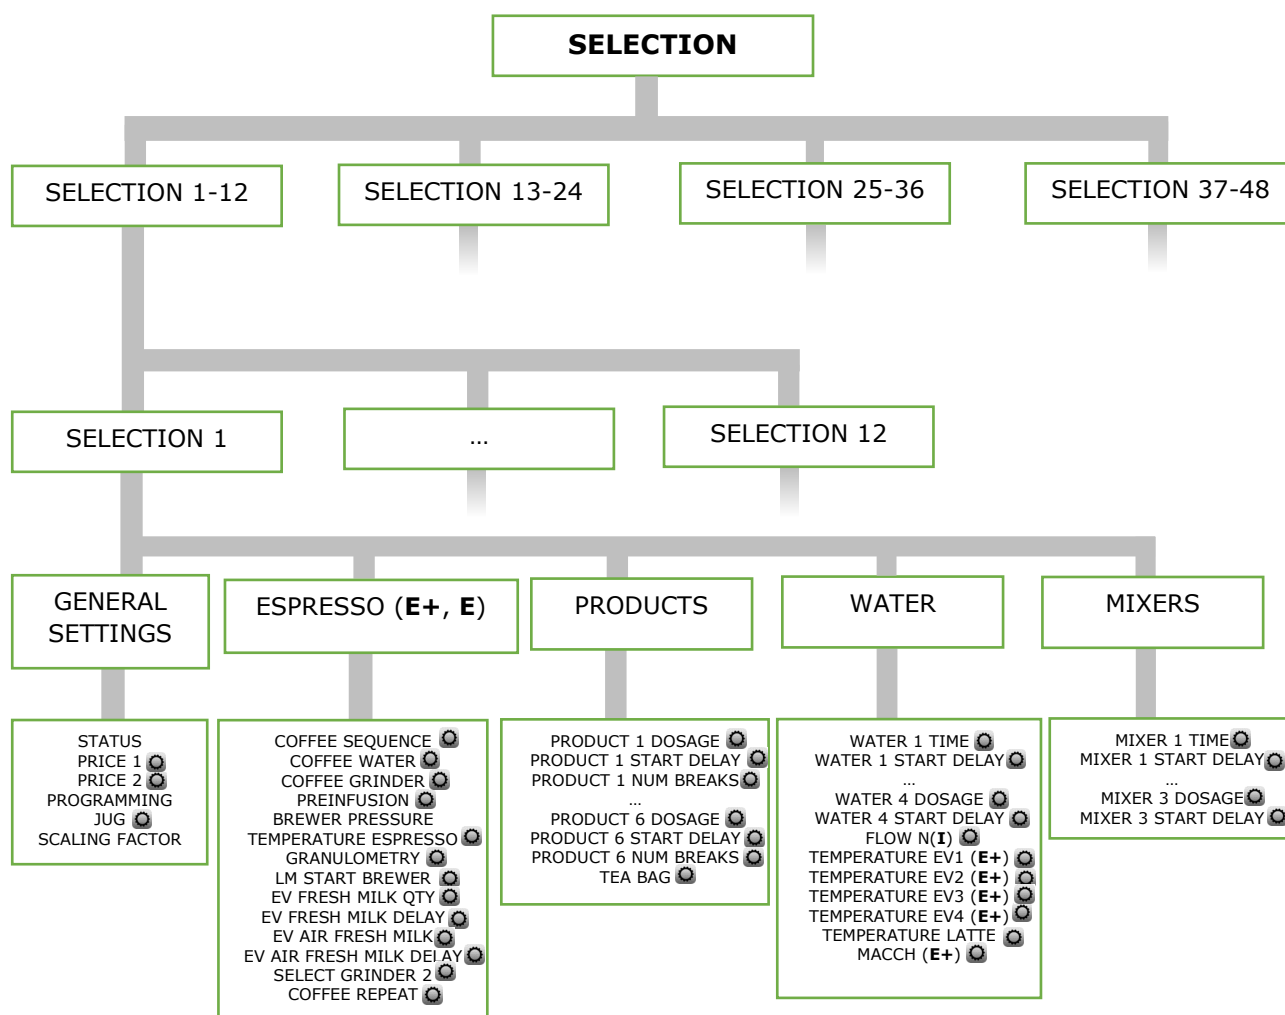 SELECTION
SELECTION 1-12
SELECTION 13-24
SELECTION 25-36
SELECTION 37-48
SELECTION 1
...
SELECTION 12
GENERAL
SETTINGS
ESPRESSO (E+, E)
PRODUCTS
WATER
MIXERS
STATUS
PRICE 1
PRICE 2
PROGRAMMING
JUG
SCALING FACTOR
COFFEE SEQUENCE
COFFEE WATER
COFFEE GRINDER
PREINFUSION
BREWER PRESSURE
TEMPERATURE ESPRESSO
GRANULOMETRY
LM START BREWER
EV FRESH MILK QTY
EV FRESH MILK DELAY
EV AIR FRESH MILK
EV AIR FRESH MILK DELAY
SELECT GRINDER 2
COFFEE REPEAT
PRODUCT 1 DOSAGE
PRODUCT 1 START DELAY
PRODUCT 1 NUM BREAKS
...
PRODUCT 6 DOSAGE
PRODUCT 6 START DELAY
PRODUCT 6 NUM BREAKS
TEA BAG
WATER 1 TIME
WATER 1 START DELAY
...
WATER 4 DOSAGE
WATER 4 START DELAY
FLOW N(I)
TEMPERATURE EV1 (E+)
TEMPERATURE EV2 (E+)
TEMPERATURE EV3 (E+)
TEMPERATURE EV4 (E+)
TEMPERATURE LATTE
MACCH (E+)
MIXER 1 TIME
MIXER 1 START DELAY
...
MIXER 3 DOSAGE
MIXER 3 START DELAY